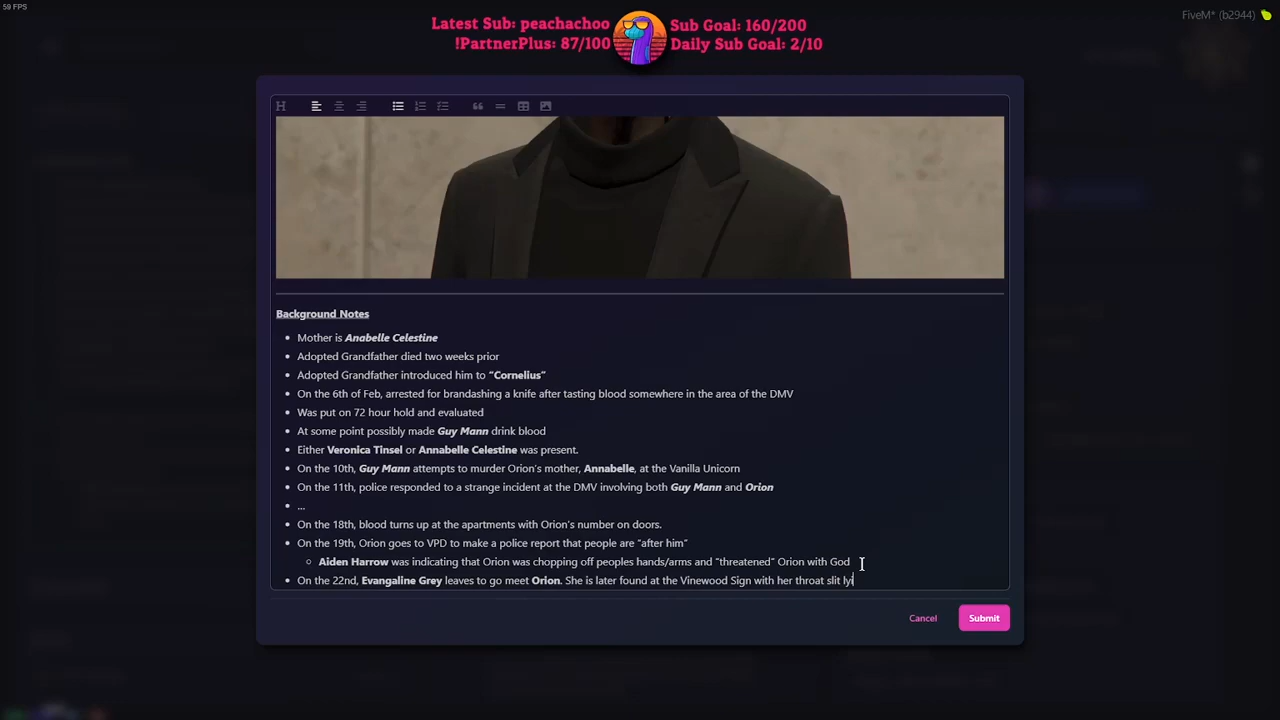 59 FPS
FiveM* (b2944)
Latest Sub: peachachoo
Sub Goal: 160/200
!PartnerPlus: 87/100
Daily Sub Goal: 2/10
H
Background Notes
• Mother is Anabelle Celestine
• Adopted Grandfather died two weeks prior
• Adopted Grandfather introduced him to “Cornelius”
• On the 6th of Feb, arrested for brandashing a knife after tasting blood somewhere in the area of the DMV
• Was put on 72 hour hold and evaluated
• At some point possibly made Guy Mann drink blood
• Either Veronica Tinsel or Annabelle Celestine was present.
• On the 10th, Guy Mann attempts to murder Orion's mother, Annabelle, at the Vanilla Unicorn
• On the 11th, police responded to a strange incident at the DMV involving both Guy Mann and Orion
• ...
• On the 18th, blood turns up at the apartments with Orion's number on doors.
• On the 19th, Orion goes to VPD to make a police report that people are “after him”
◦ Aiden Harrow was indicating that Orion was chopping off peoples hands/arms and “threatened” Orion with God
• On the 22nd, Evangaline Grey leaves to go meet Orion. She is later found at the Vinewood Sign with her throat slit lyi
Cancel
Submit